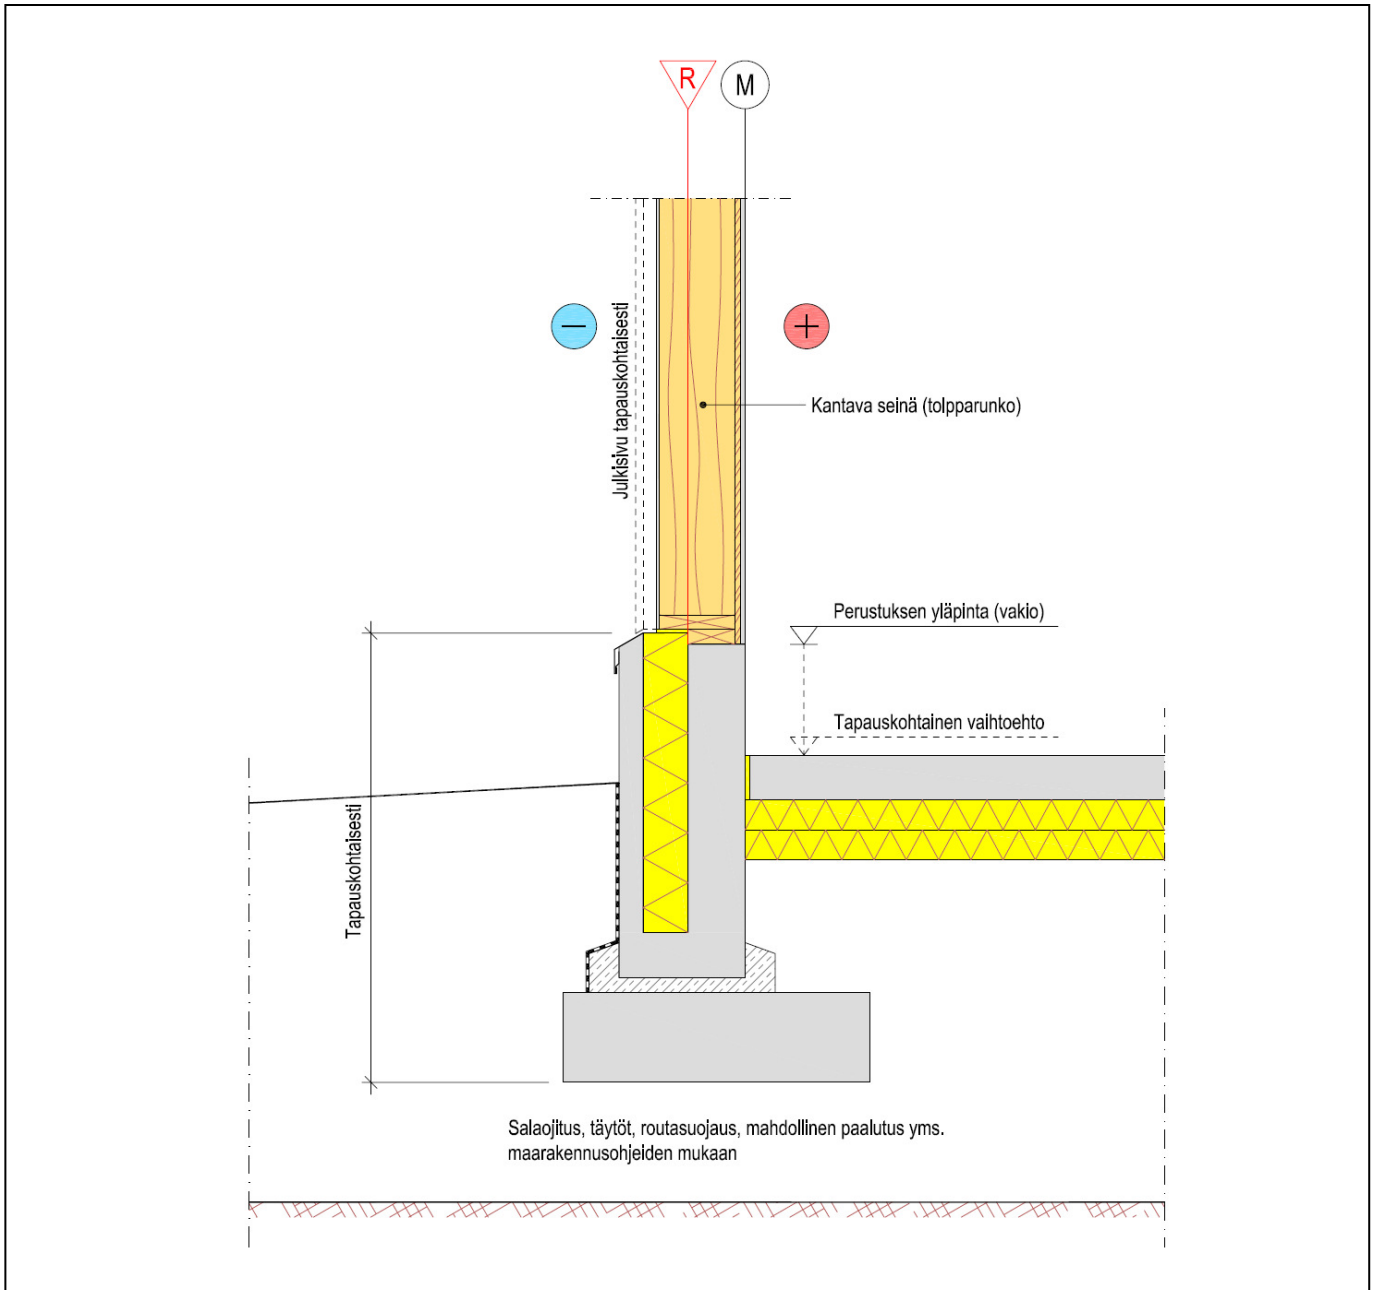 R
M
Julkisivu tapauskohtaisesti
Kantava seinä (tolpparunko)
Perustuksen yläpinta (vakio)
Tapauskohtainen vaihtoehto
Tapauskohtaisesti
Salaojitus, täytöt, routasuojaus, mahdollinen paalutus yms.
maarakennusohjeiden mukaan